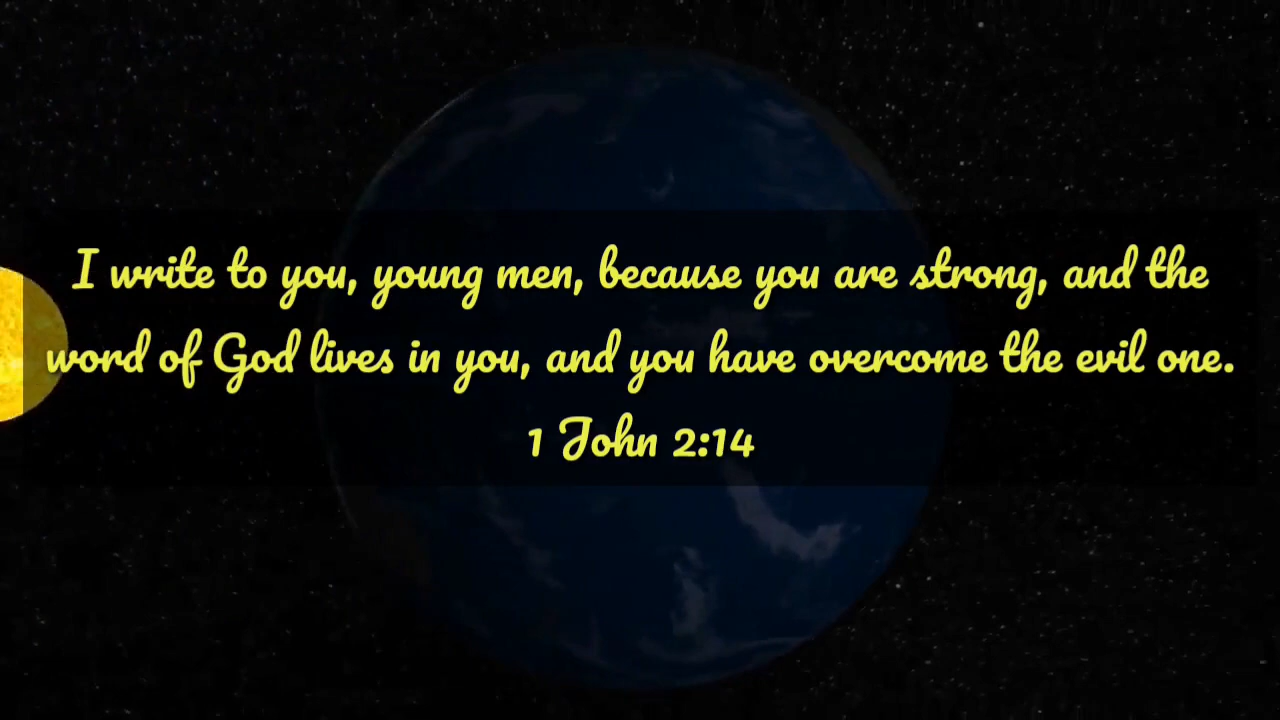 I write to you, young men, because you are strong, and the
word of God lives in you, and you have overcome the evil one.
1 John 2:14